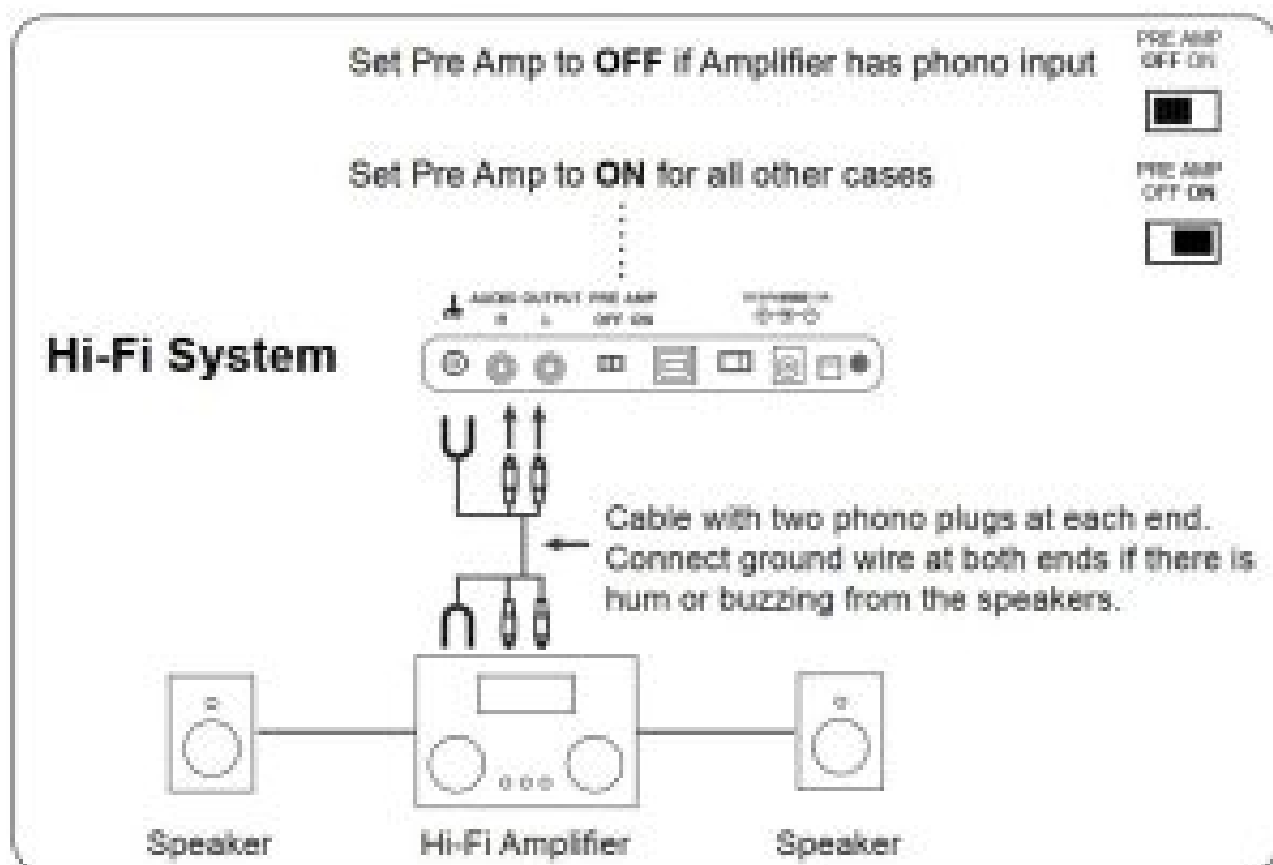 Set Pre Amp to OFF if Amplifier has phono input
PRE AMP
OFF ON
Set Pre Amp to ON for all other cases
PRE AMP
OFF ON
AUDIO OUTPUT PRE AMP
R L OFF ON
Hi-Fi System
Cable with two phono plugs at each end.
Connect ground wire at both ends if there is
hum or buzzing from the speakers.
Speaker
Hi-Fi Amplifier
Speaker